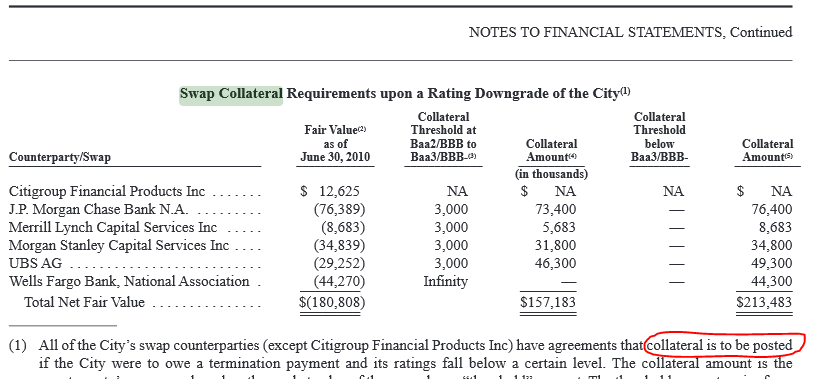 NOTES TO FINANCIAL STATEMENTS, Continued
Swap Collateral Requirements upon a Rating Downgrade of the City(1)
Counterparty/Swap Fair Value(2) as of June 30, 2010 Collateral Threshold at Baa2/BBB to Baa3/BBB-(3) Collateral Amount(4) Collateral Threshold below Baa3/BBB- Collateral Amount(5)
(in thousands)
Citigroup Financial Products Inc ....... $ 12,625 NA $ NA NA $ NA
J.P. Morgan Chase Bank N.A. .......... (76,389) 3,000 73,400 — 76,400
Merrill Lynch Capital Services Inc ..... (8,683) 3,000 5,683 — 8,683
Morgan Stanley Capital Services Inc .... (34,839) 3,000 31,800 — 34,800
UBS AG .......................... (29,252) 3,000 46,300 — 49,300
Wells Fargo Bank, National Association . (44,270) Infinity — — 44,300
Total Net Fair Value ............... $(180,808) $157,183 $213,483
(1) All of the City's swap counterparties (except Citigroup Financial Products Inc) have agreements that collateral is to be posted
if the City were to owe a termination payment and its ratings fall below a certain level. The collateral amount is the